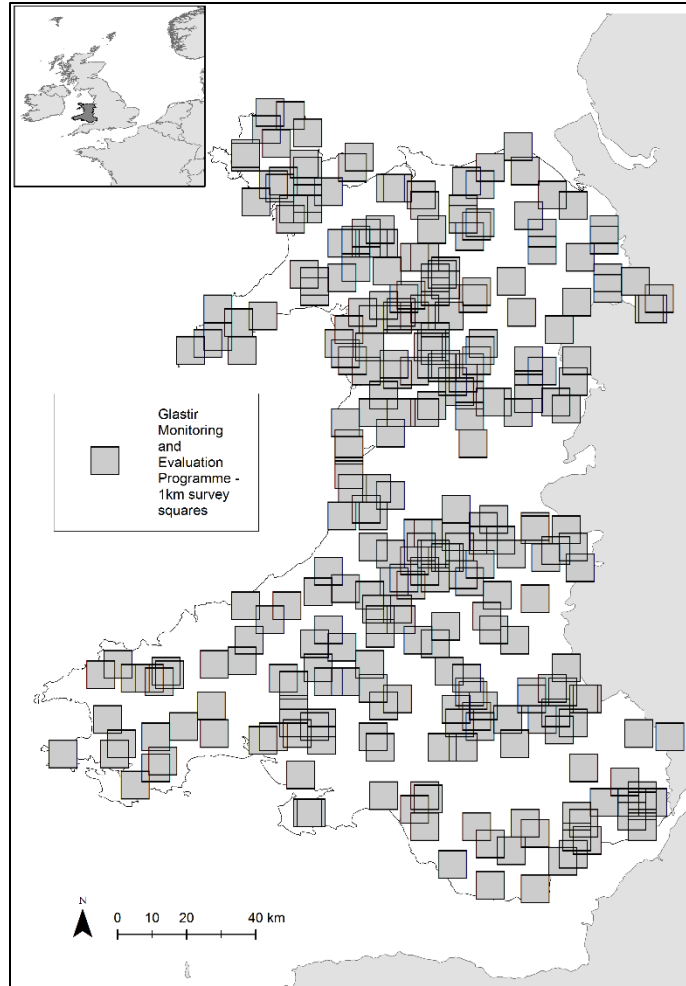 Glastir
Monitoring
and
Evaluation
Programme -
1km survey
squares
N
0 10 20 40 km